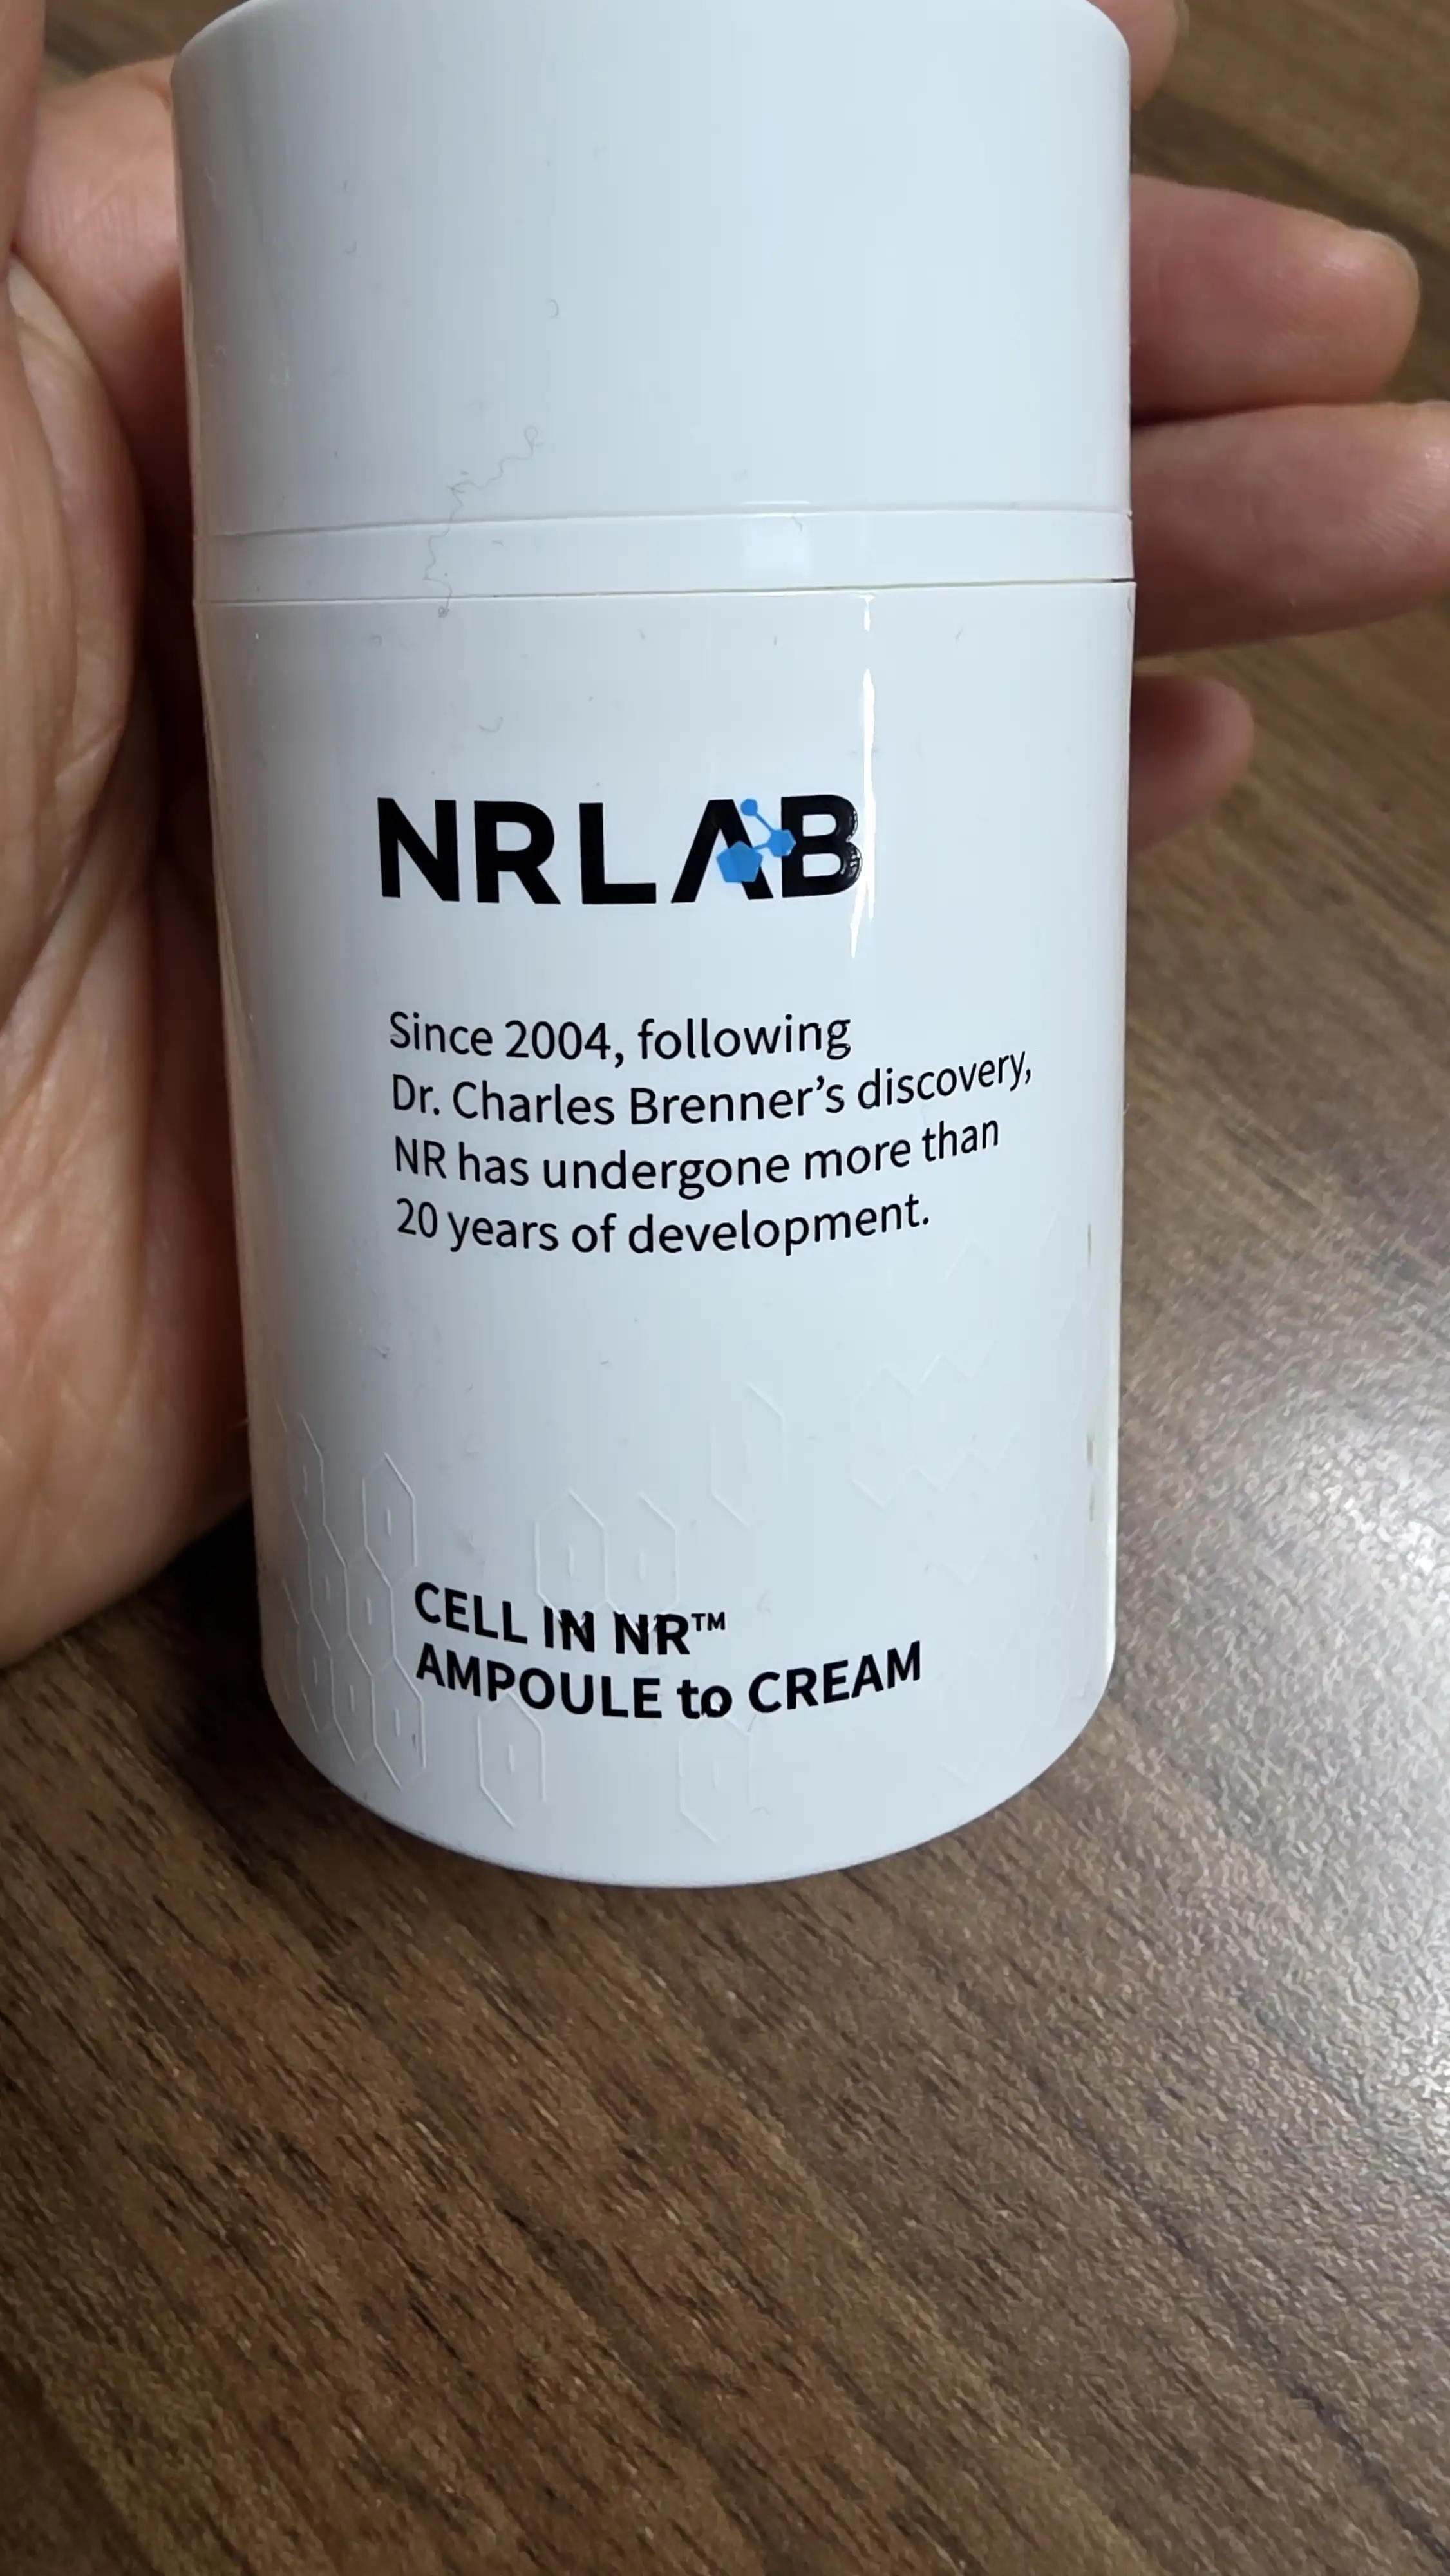 NRLAB
Since 2004, following
Dr. Charles Brenner’s discovery,
NR has undergone more than
20 years of development.
CELL IN NR™
AMPOULE to CREAM